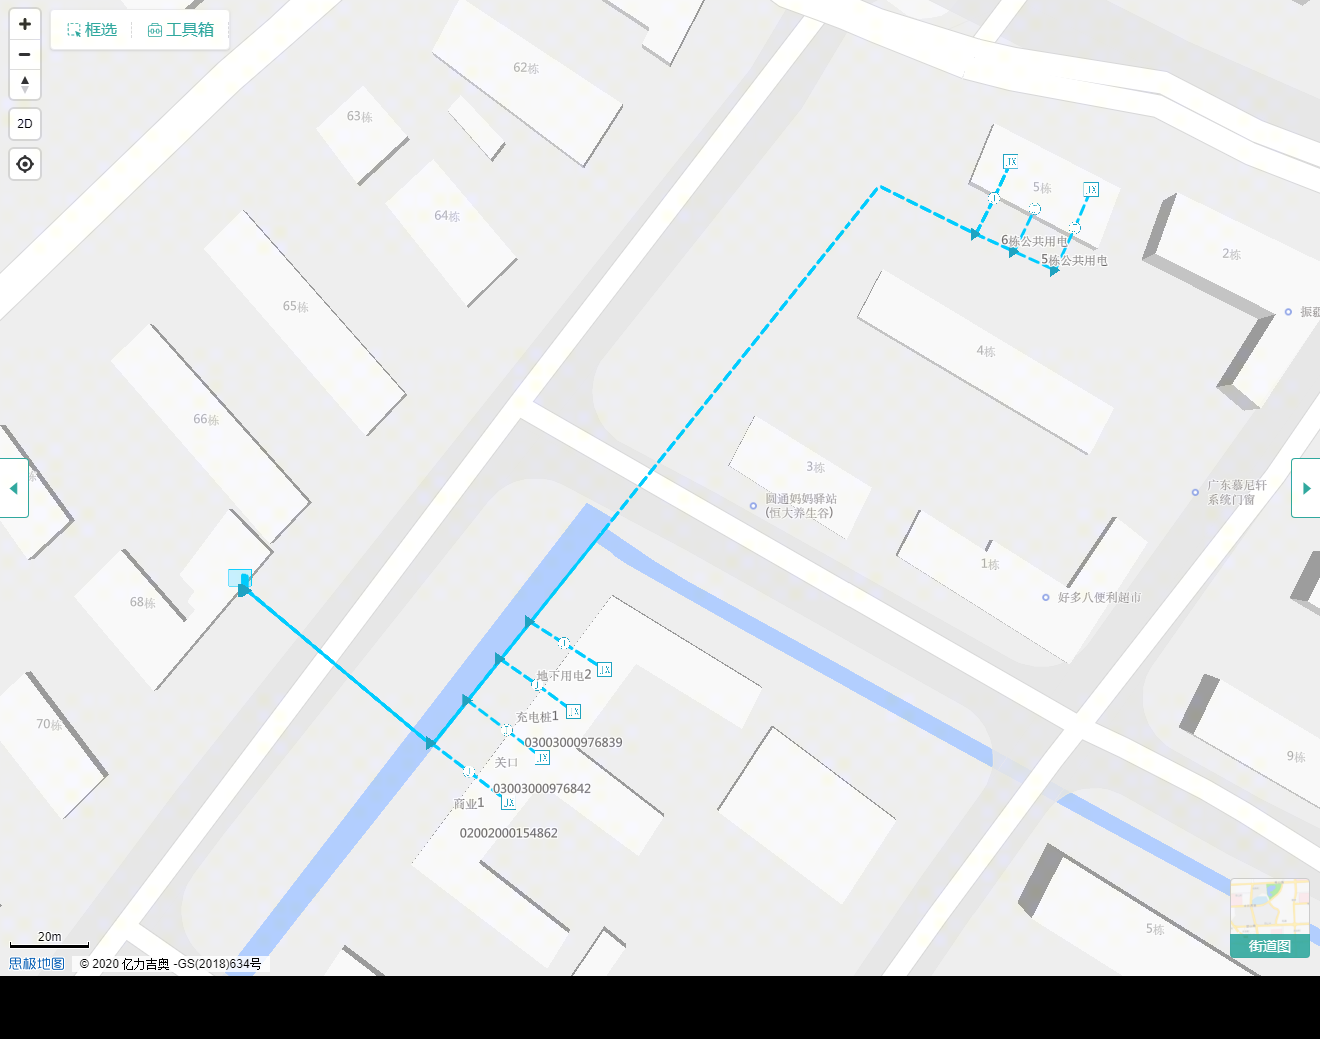 框选
工具箱
2D
62栋
63栋
64栋
65栋
66栋
68栋
70栋
JX
5栋
JX
6栋公共用电
5栋公共用电
2栋
4栋
3栋
圆通妈妈驿站
(恒大养生谷)
广东慕尼轩
系统门窗
1栋
好多八便利超市
地下用电2
JX
充电桩1
JX
03003000976839
关口
JX
03003000976842
商业1
JX
02002000154862
9栋
5栋
20m
思极地图
© 2020 亿力吉奥 -GS(2018)634号
街道图